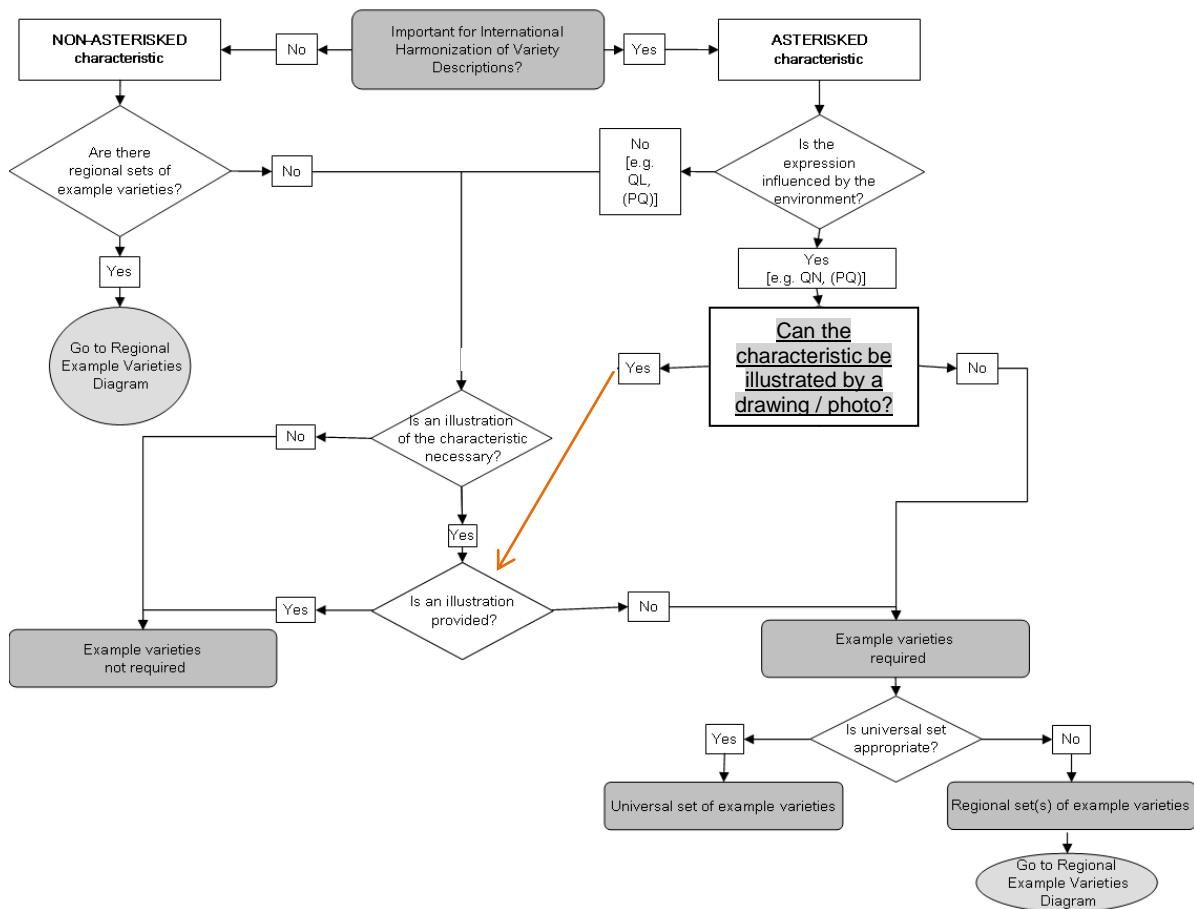 NON-ASTERISKED
characteristic
No
Important for International
Harmonization of Variety
Descriptions?
Yes
ASTERISKED
characteristic
Are there
regional sets of
example varieties?
No
No
[e.g.
QL,
(PQ)]
Is the
expression
influenced by the
environment?
Yes
Yes
[e.g. QN, (PQ)]
Go to Regional
Example Varieties
Diagram
Yes
Can the
characteristic be
illustrated by a
drawing / photo?
No
No
Is an illustration
of the characteristic
necessary?
Yes
Yes
Is an illustration
provided?
No
Example varieties
not required
Example varieties
required
Yes
Is universal set
appropriate?
No
Universal set of example varieties
Regional set(s) of example varieties
Go to Regional
Example Varieties
Diagram